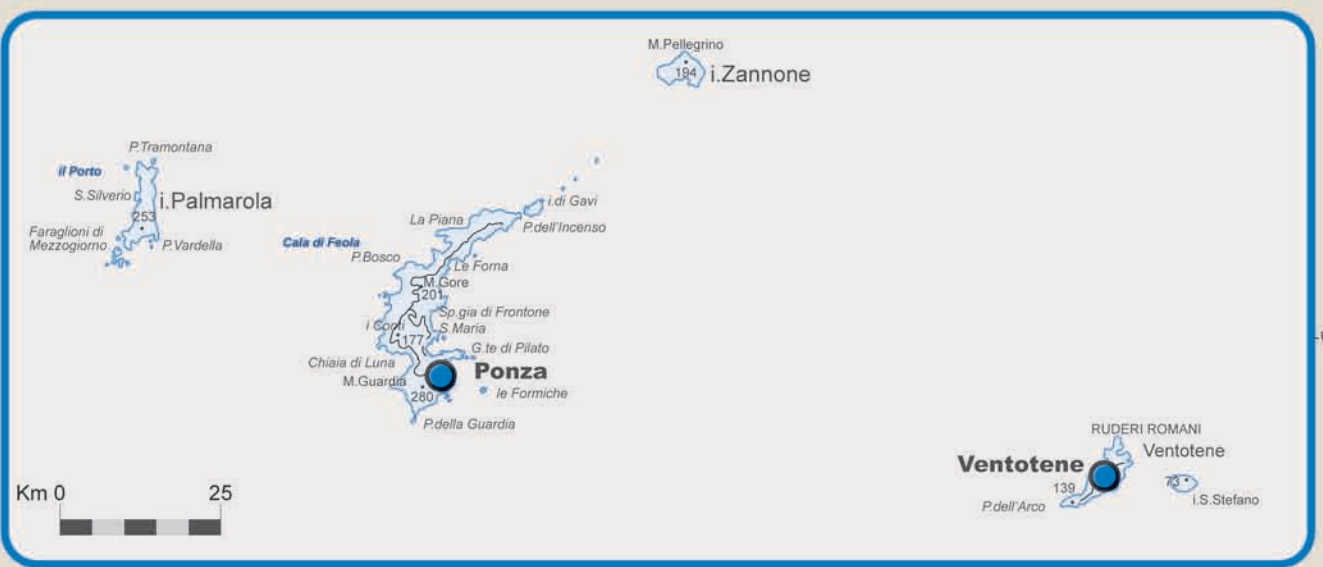 M.Pellegrino
194
i.Zannone
P.Tramontana
il Porto
S.Silverio
i.Palmarola
253
Faraglioni di
Mezzogiorno
P.Vardella
i.di Gavi
La Piana
P.dell'Incenso
Cala di Feola
P.Bosco
Le Forna
M.Gore
201
Sp.gia di Frontone
i Conti
S.Maria
177
G.te di Pilato
Chiaia di Luna
Ponza
M.Guardia
280
le Formiche
P.della Guardia
RUDERI ROMANI
Ventotene
Ventotene
139
73
P.dell'Arco
i.S.Stefano
Km 0 25